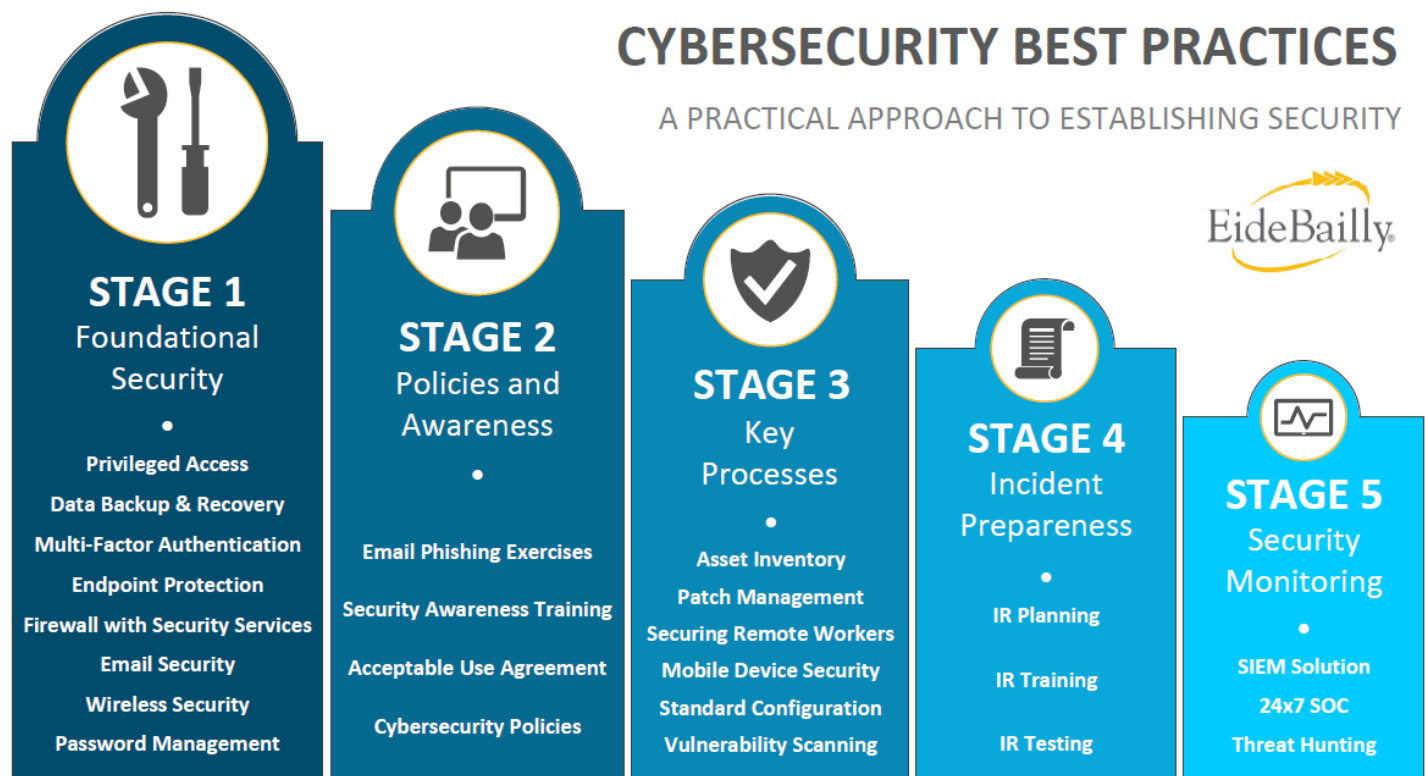 CYBERSECURITY BEST PRACTICES
A PRACTICAL APPROACH TO ESTABLISHING SECURITY
EideBailly®
STAGE 1
Foundational
Security
•
Privileged Access
Data Backup & Recovery
Multi-Factor Authentication
Endpoint Protection
Firewall with Security Services
Email Security
Wireless Security
Password Management
STAGE 2
Policies and
Awareness
•
Email Phishing Exercises
Security Awareness Training
Acceptable Use Agreement
Cybersecurity Policies
STAGE 3
Key
Processes
•
Asset Inventory
Patch Management
Securing Remote Workers
Mobile Device Security
Standard Configuration
Vulnerability Scanning
STAGE 4
Incident
Prepareness
•
IR Planning
IR Training
IR Testing
STAGE 5
Security
Monitoring
•
SIEM Solution
24x7 SOC
Threat Hunting